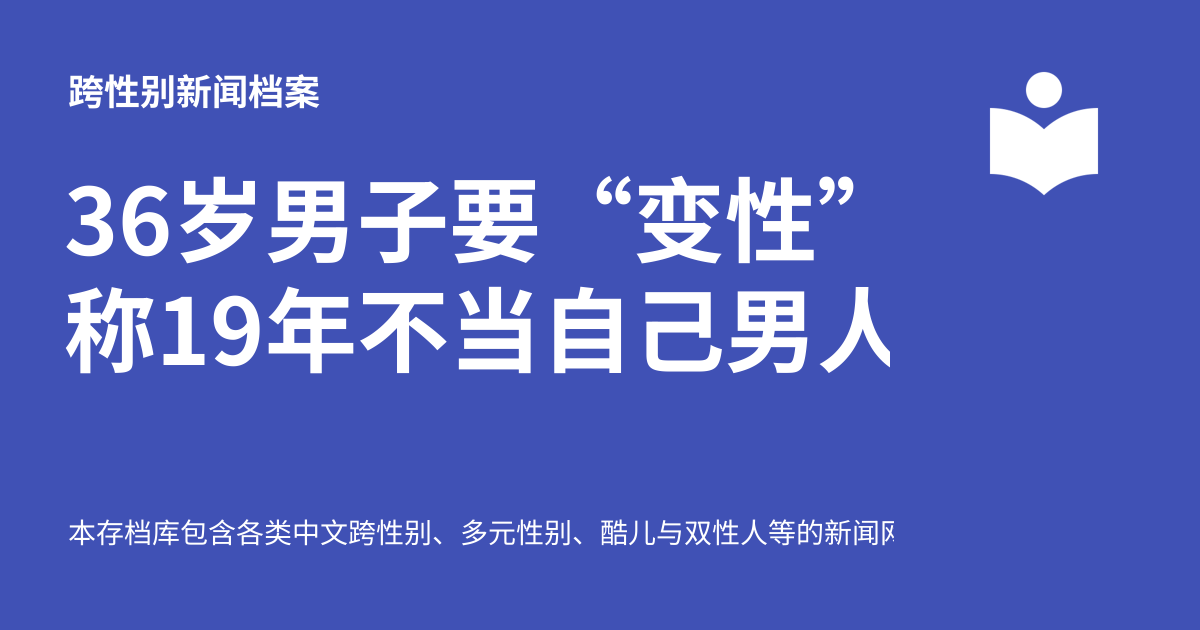 跨性别新闻档案
36岁男子要“变性”
称19年不当自己男人
本存档库包含各类中文跨性别、多元性别、酷儿与双性人等的新闻